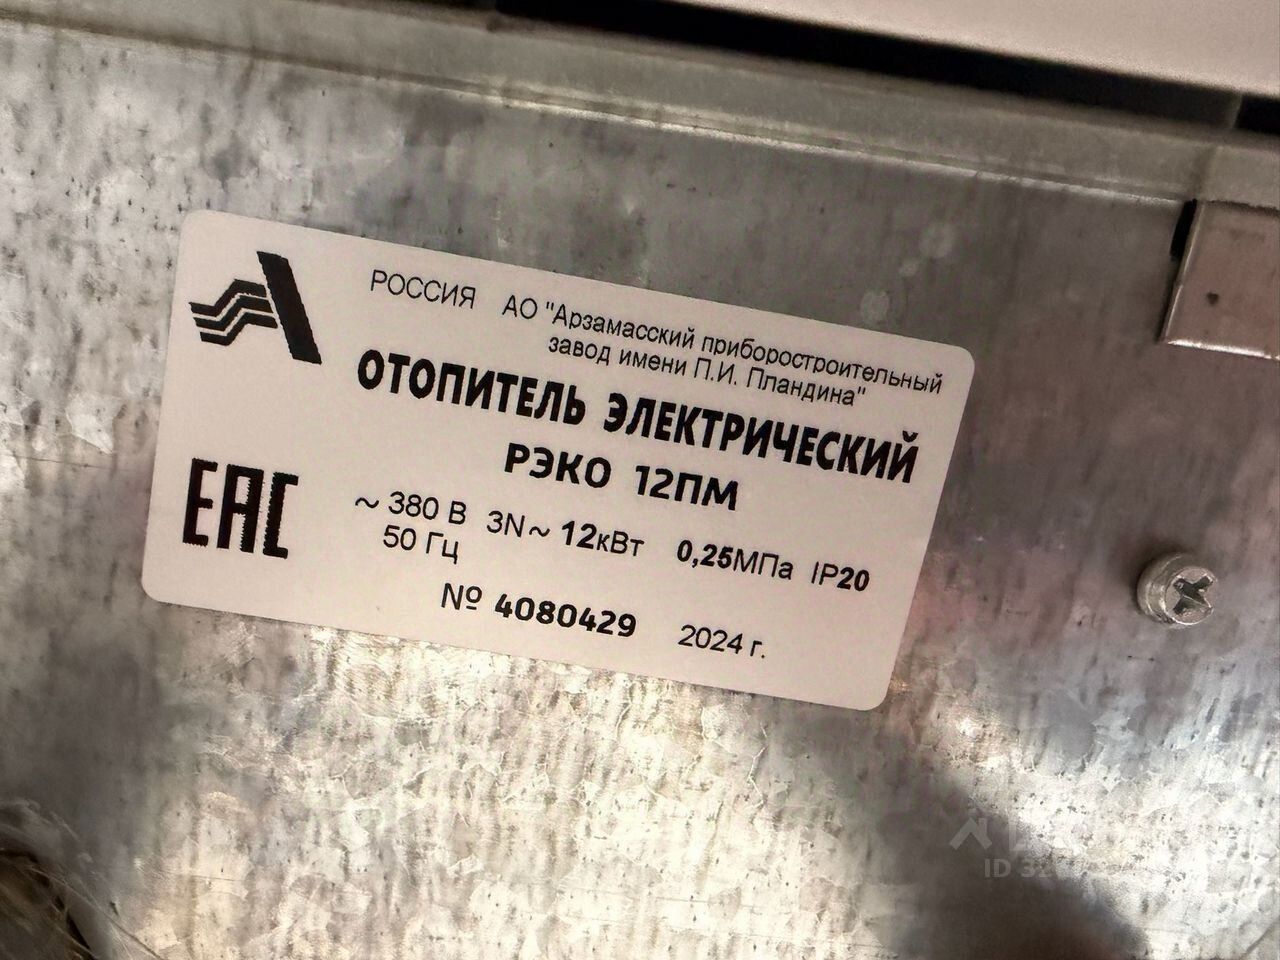 РОССИЯ АО "Арзамасский приборостроительный
завод имени П.И. Пландина"
ОТОПИТЕЛЬ ЭЛЕКТРИЧЕСКИЙ
РЭКО 12ПМ
~ 380 В 3N~ 12кВт 0,25МПа IP20
50 Гц
№ 4080429 2024 г.
ЕАС
ID